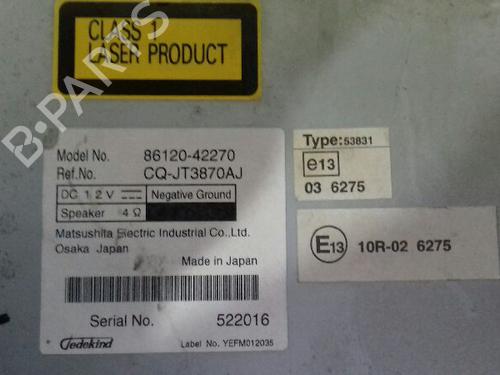 CLASS 1
LASER PRODUCT
B-PARTS
Model No. 86120-42270
Ref.No. CQ-JT3870AJ
DC 12V Negative Ground
Speaker 4Ω
Matsushita Electric Industrial Co.,Ltd.
Osaka Japan
Made in Japan
Serial No. 522016
Jedekind Label No. YEFM012035
Type:53831
e13
03 6275
E13 10R-02 6275